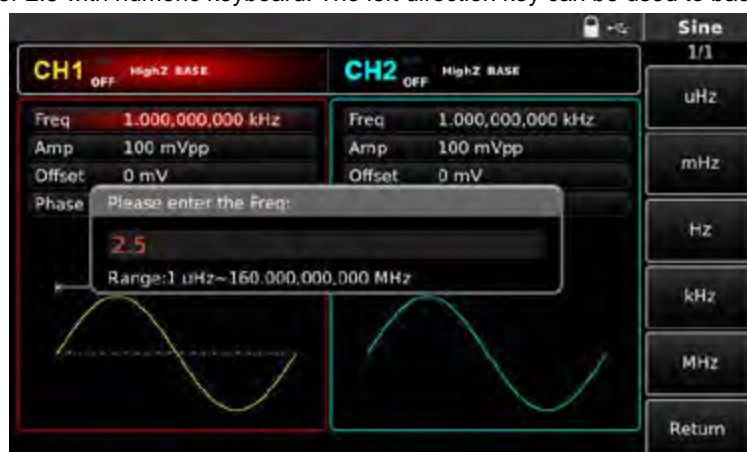 2.5 with numeric keyboard. The left direction key can be used to
Sine
1/1
CH1 OFF HighZ BASE
CH2 OFF HighZ BASE
Freq 1.000,000,000 kHz
Amp 100 mVpp
Offset 0 mV
Phase
Freq 1.000,000,000 kHz
Amp 100 mVpp
Offset 0 mV
Please enter the Freq:
2.5
Range:1 uHz~160.000,000,000 MHz
uHz
mHz
Hz
kHz
MHz
Return